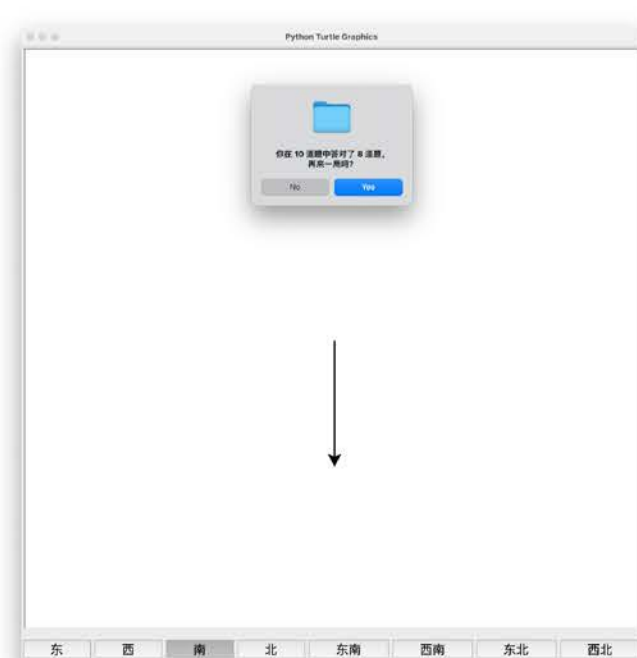 Python Turtle Graphics
你在 10 道题中答对了 8 道题，
再来一局吗?
No Yes
东 西 南 北 东南 西南 东北 西北